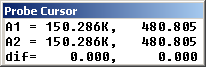 Probe Cursor
A1 = 150.286K, 480.805
A2 = 150.286K, 480.805
dif= 0.000, 0.000